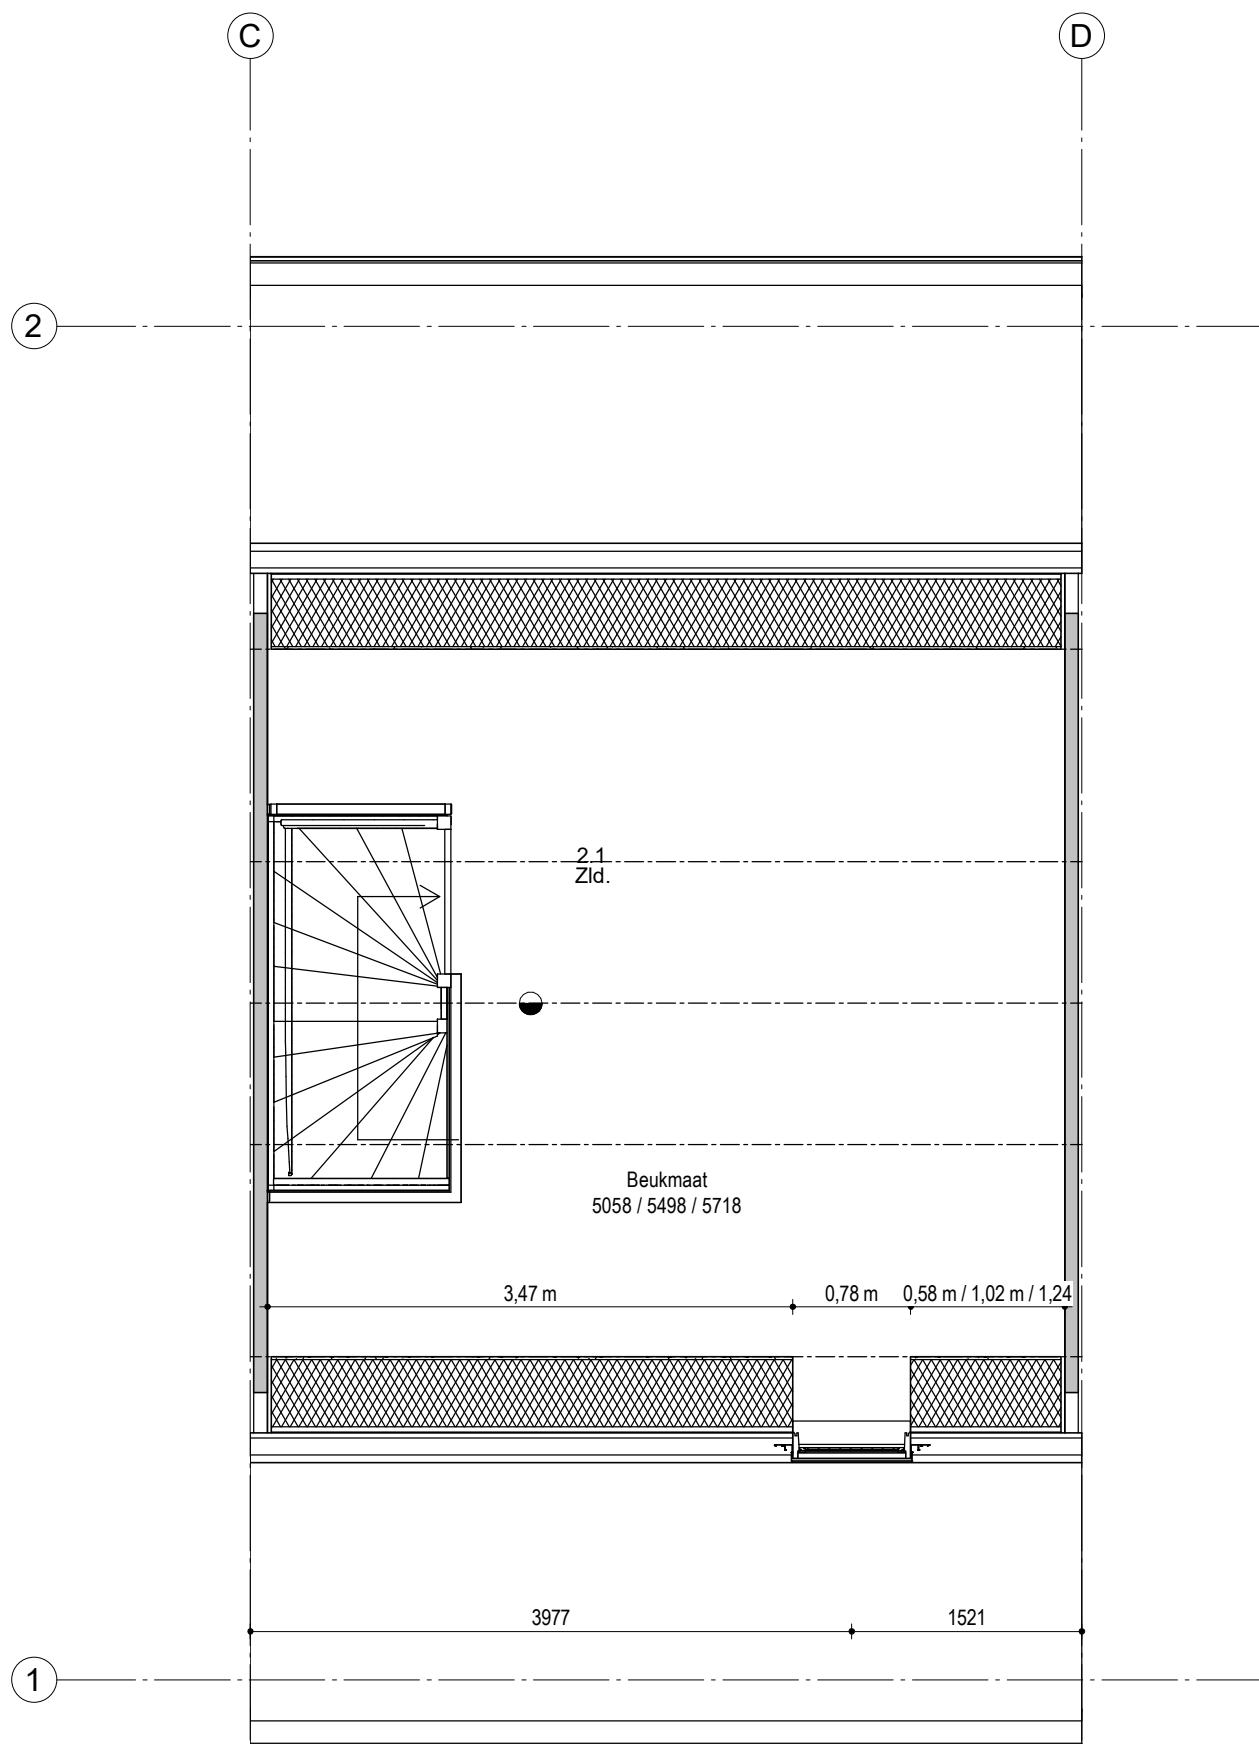 C
D
2
2.1
Zld.
Beukmaat
5058 / 5498 / 5718
3,47 m
0,78 m
0,58 m / 1,02 m / 1,24
3977
1521
1